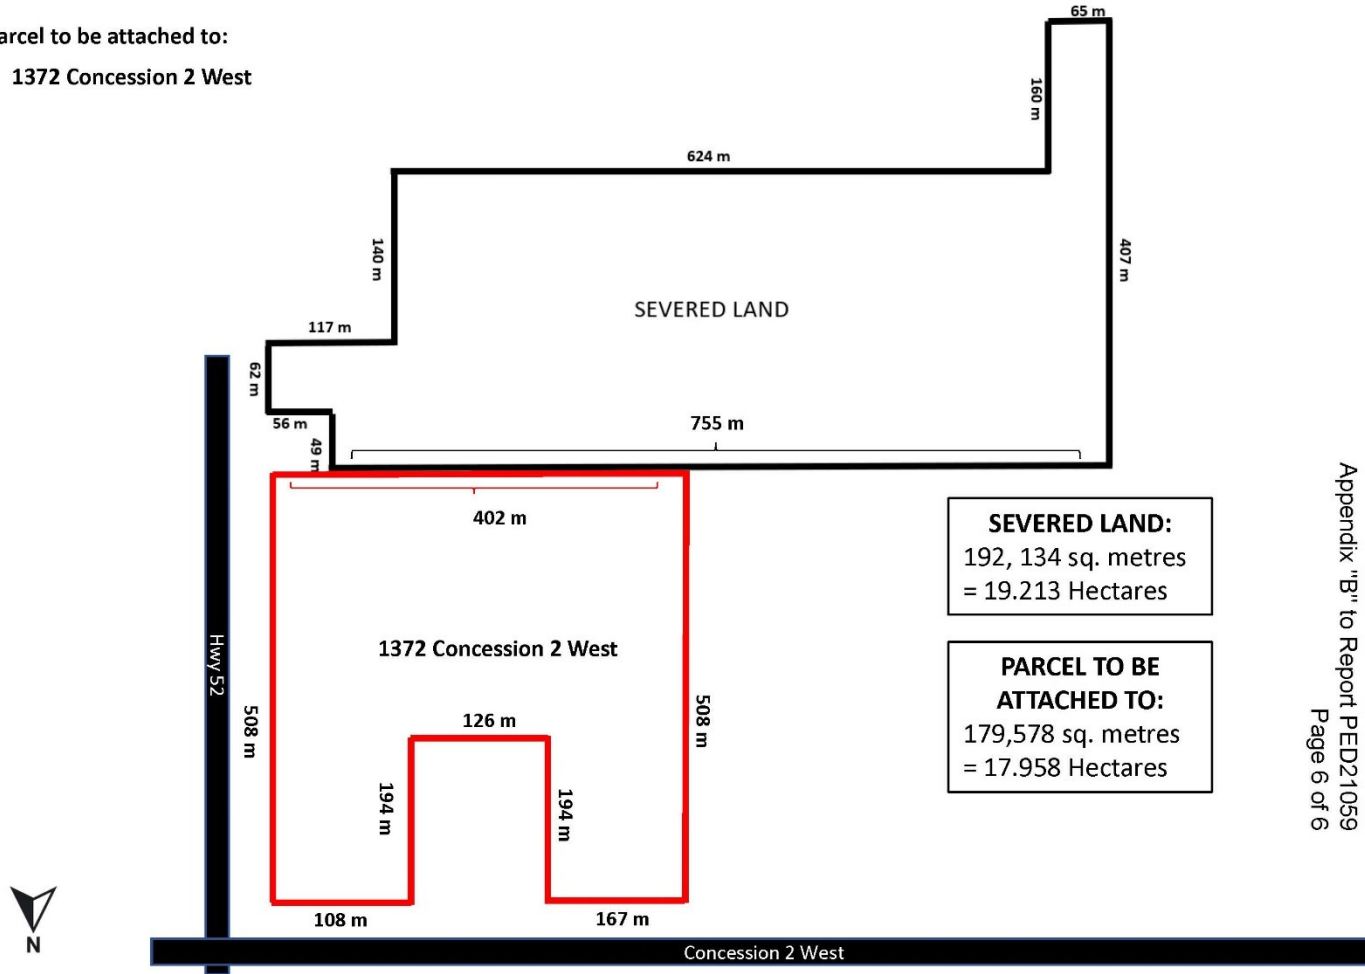 arcel to be attached to:
1372 Concession 2 West
65 m
160 m
624 m
140 m
407 m
SEVERED LAND
117 m
62 m
56 m
49 m
755 m
402 m
SEVERED LAND:
192, 134 sq. metres
= 19.213 Hectares
1372 Concession 2 West
Hwy 52
508 m
508 m
126 m
194 m
194 m
PARCEL TO BE
ATTACHED TO:
179,578 sq. metres
= 17.958 Hectares
108 m
167 m
N
Concession 2 West
Appendix "B" to Report PED21059
Page 6 of 6